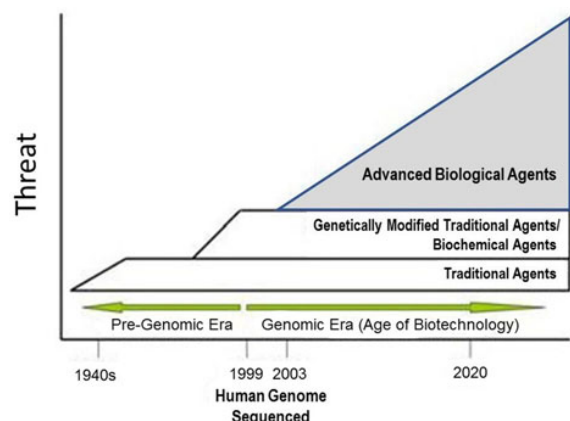 Threat
Advanced Biological Agents
Genetically Modified Traditional Agents/
Biochemical Agents
Traditional Agents
Pre-Genomic Era
Genomic Era (Age of Biotechnology)
1940s
1999
2003
2020
Human Genome
Sequenced